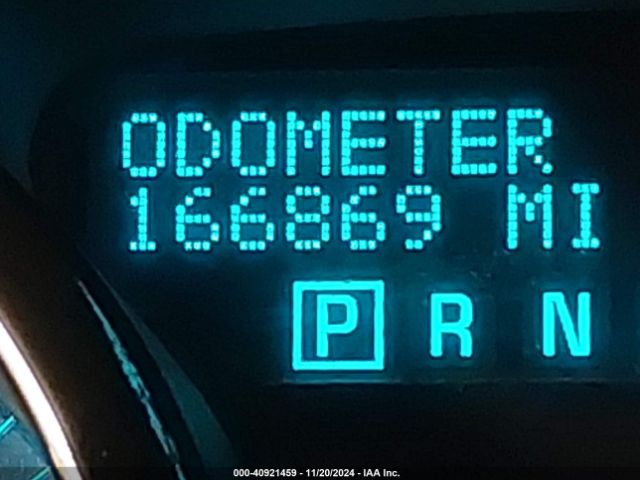 ODOMETER
166869 MI
P R N
000-40921459 - 11/20/2024 - IAA Inc.